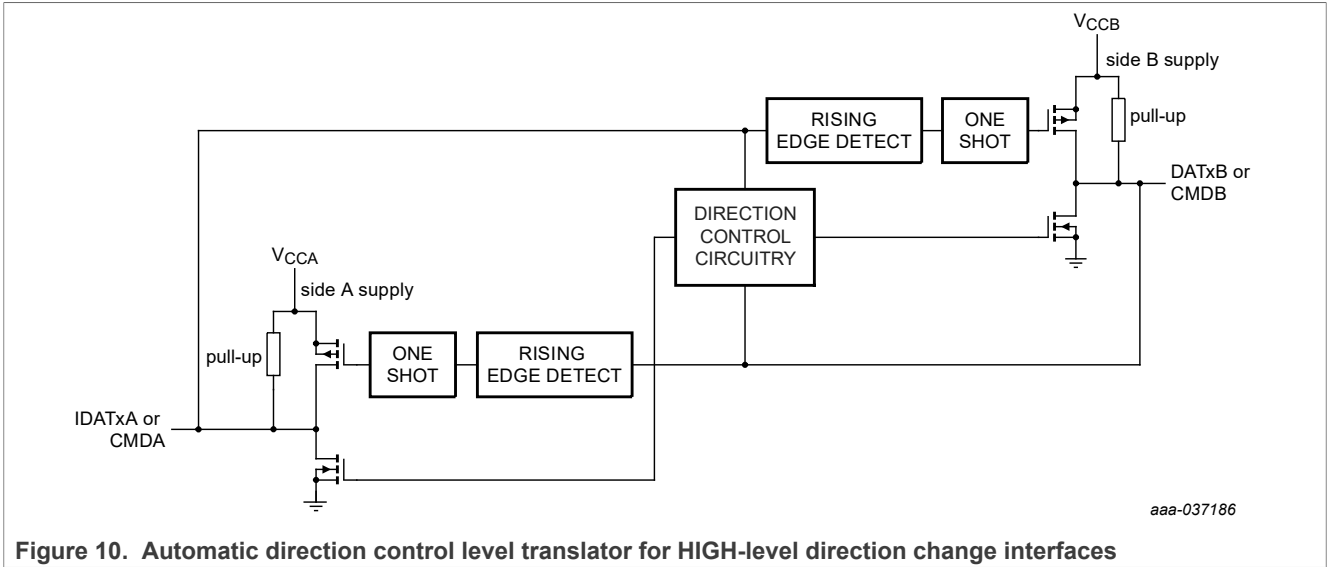 VCCB
side B supply
RISING
EDGE DETECT
ONE
SHOT
pull-up
DATxB or
CMDB
DIRECTION
CONTROL
CIRCUITRY
VCCA
side A supply
pull-up
ONE
SHOT
RISING
EDGE DETECT
IDATxA or
CMDA
aaa-037186
Figure 10. Automatic direction control level translator for HIGH-level direction change interfaces